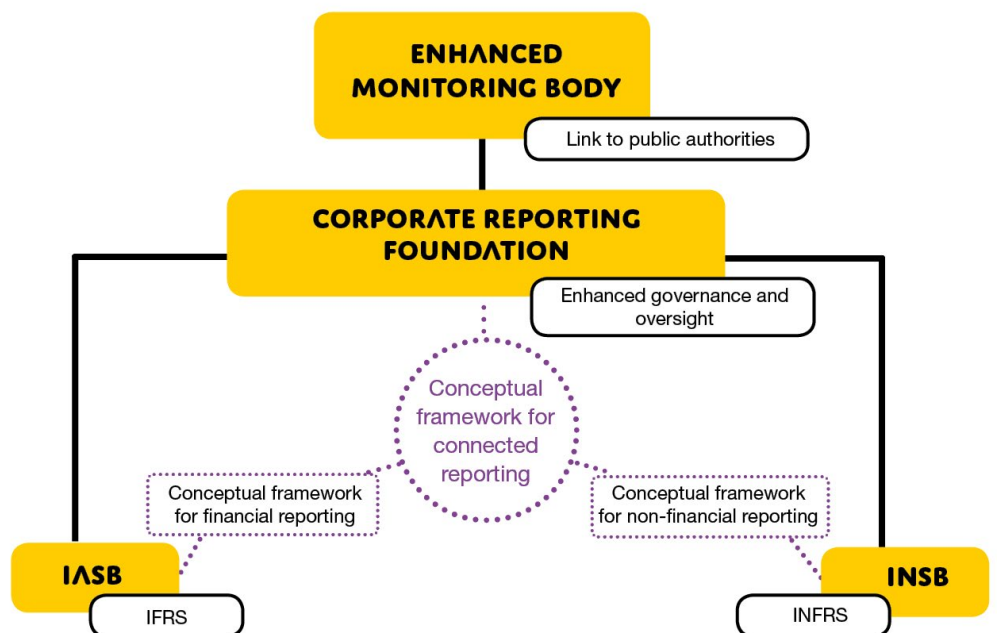 ENHANCED
MONITORING BODY
Link to public authorities
CORPORATE REPORTING
FOUNDATION
Enhanced governance and
oversight
Conceptual
framework for
connected
reporting
Conceptual framework
for financial reporting
Conceptual framework
for non-financial reporting
IASB
IFRS
INSB
INFRS